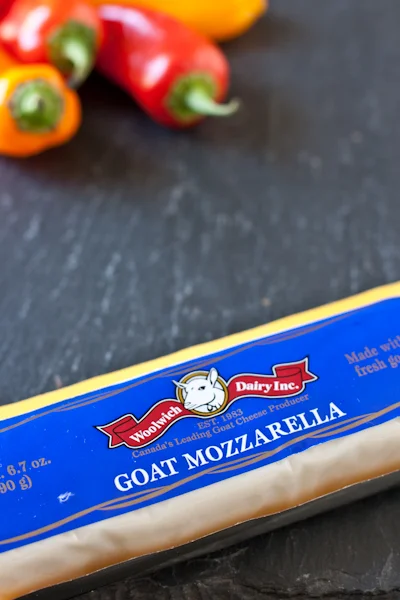 Woolwich Dairy Inc.
EST. 1983
Canada's Leading Goat Cheese Producer
GOAT MOZZARELLA
Made with
fresh go
. 6.7 oz.
90 g)